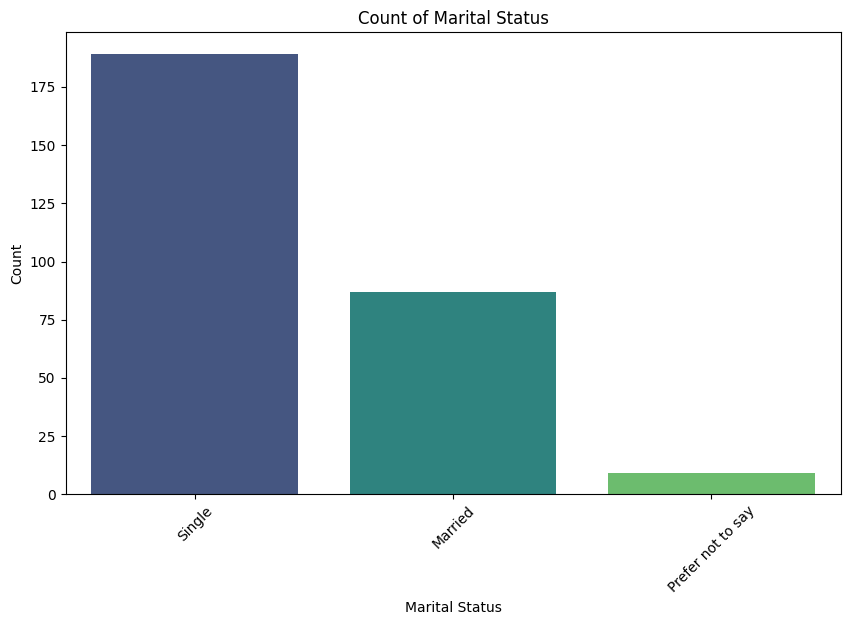 Count of Marital Status
Count
175
150
125
100
75
50
25
0
Single
Married
Prefer not to say
Marital Status